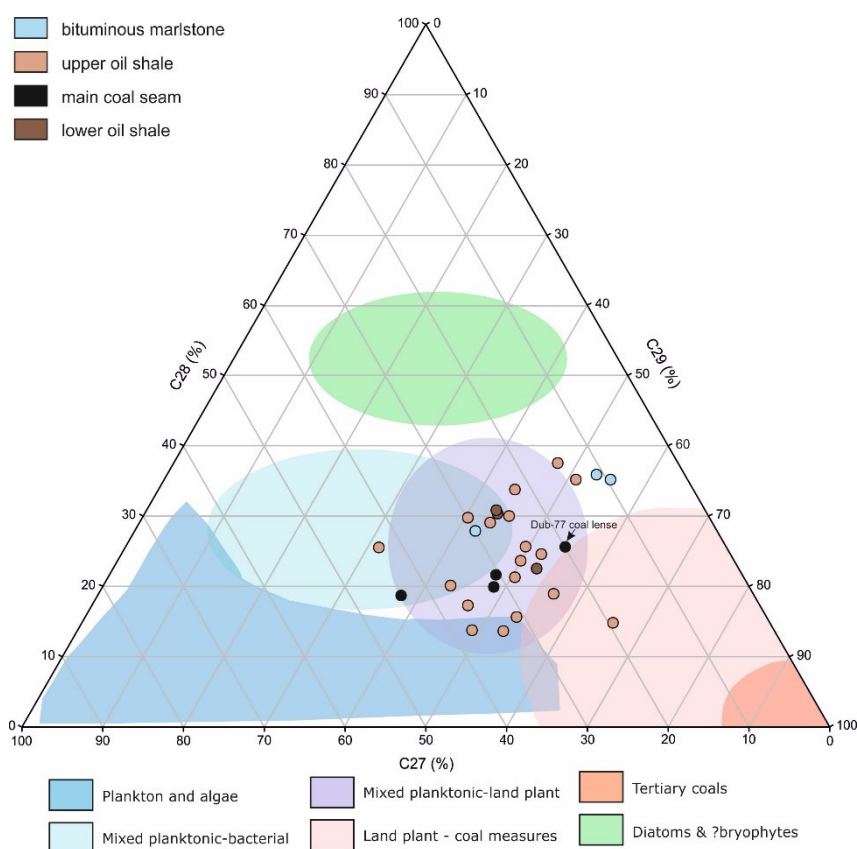 bituminous marlstone
upper oil shale
main coal seam
lower oil shale
100 0
90 10
80 20
70 30
60 40
C28 (%) C29 (%)
50 50
40 60
30 70
Dub-77 coal lense
20 80
10 90
0 100
100 90 80 70 60 50 40 30 20 10 0
C27 (%)
Plankton and algae
Mixed planktonic-land plant
Tertiary coals
Mixed planktonic-bacterial
Land plant - coal measures
Diatoms & ?bryophytes